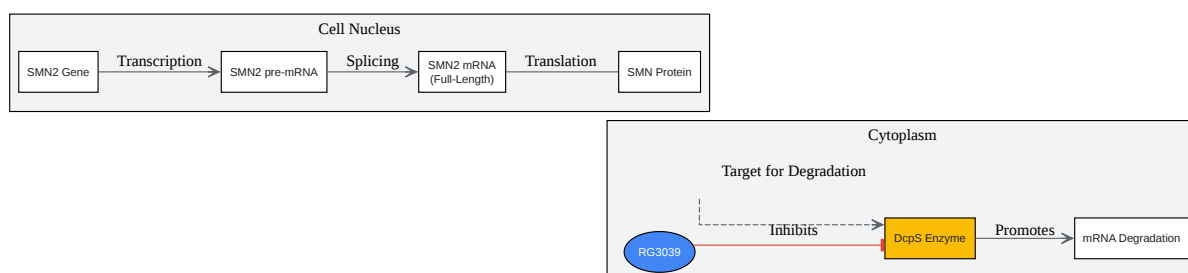 Cell Nucleus
SMN2 Gene
Transcription
SMN2 pre-mRNA
Splicing
SMN2 mRNA
(Full-Length)
Translation
SMN Protein
Cytoplasm
Target for Degradation
RG3039
Inhibits
DcpS Enzyme
Promotes
mRNA Degradation